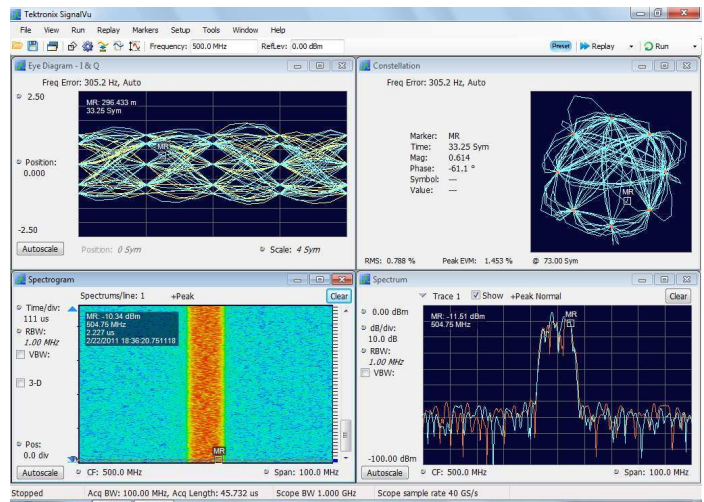 Tektronix SignalVu
File View Run Replay Markers Setup Tools Window Help
Frequency: 500.0 MHz RefLev: 0.00 dBm Preset Replay Run
Eye Diagram - I & Q
Freq Error: 305.2 Hz, Auto
2.50
MR: 296.433 m
33.25 Sym
MR
Position:
0.000
-2.50
Autoscale Position: 0 Sym Scale: 4 Sym
Constellation
Freq Error: 305.2 Hz, Auto
Marker: MR
Time: 33.25 Sym
Mag: 0.614
Phase: -61.1 °
Symbol: ---
Value: ---
MR
RMS: 0.788 % Peak EVM: 1.453 % @ 73.00 Sym
Spectrogram
Spectrums/line: 1 +Peak Clear
Time/div:
111 us
RBW:
1.00 MHz
VBW:
3-D
Pos:
0.0 div
MR: -10.34 dBm
504.75 MHz
2.227 us
2/22/2011 18:36:20.751118
MR
Autoscale CF: 500.0 MHz Span: 100.0 MHz
Spectrum
Trace 1 Show +Peak Normal Clear
0.00 dBm
dB/div:
10.0 dB
RBW:
1.00 MHz
VBW:
MR: -11.51 dBm
504.75 MHz
MR
-100.00 dBm
Autoscale CF: 500.0 MHz Span: 100.0 MHz
Stopped Acq BW: 100.00 MHz, Acq Length: 45.732 us Scope BW 1.000 GHz Scope sample rate 40 GS/s